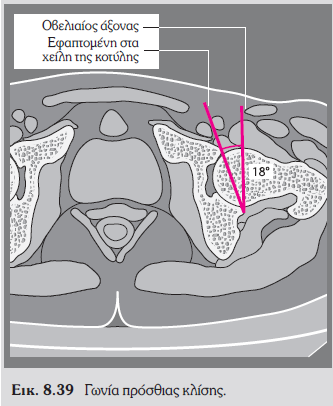 Οβελιαίος άξονας
Εφαπτομένη στα
χείλη της κοτύλης
18°
Εικ. 8.39 Γωνία πρόσθιας κλίσης.